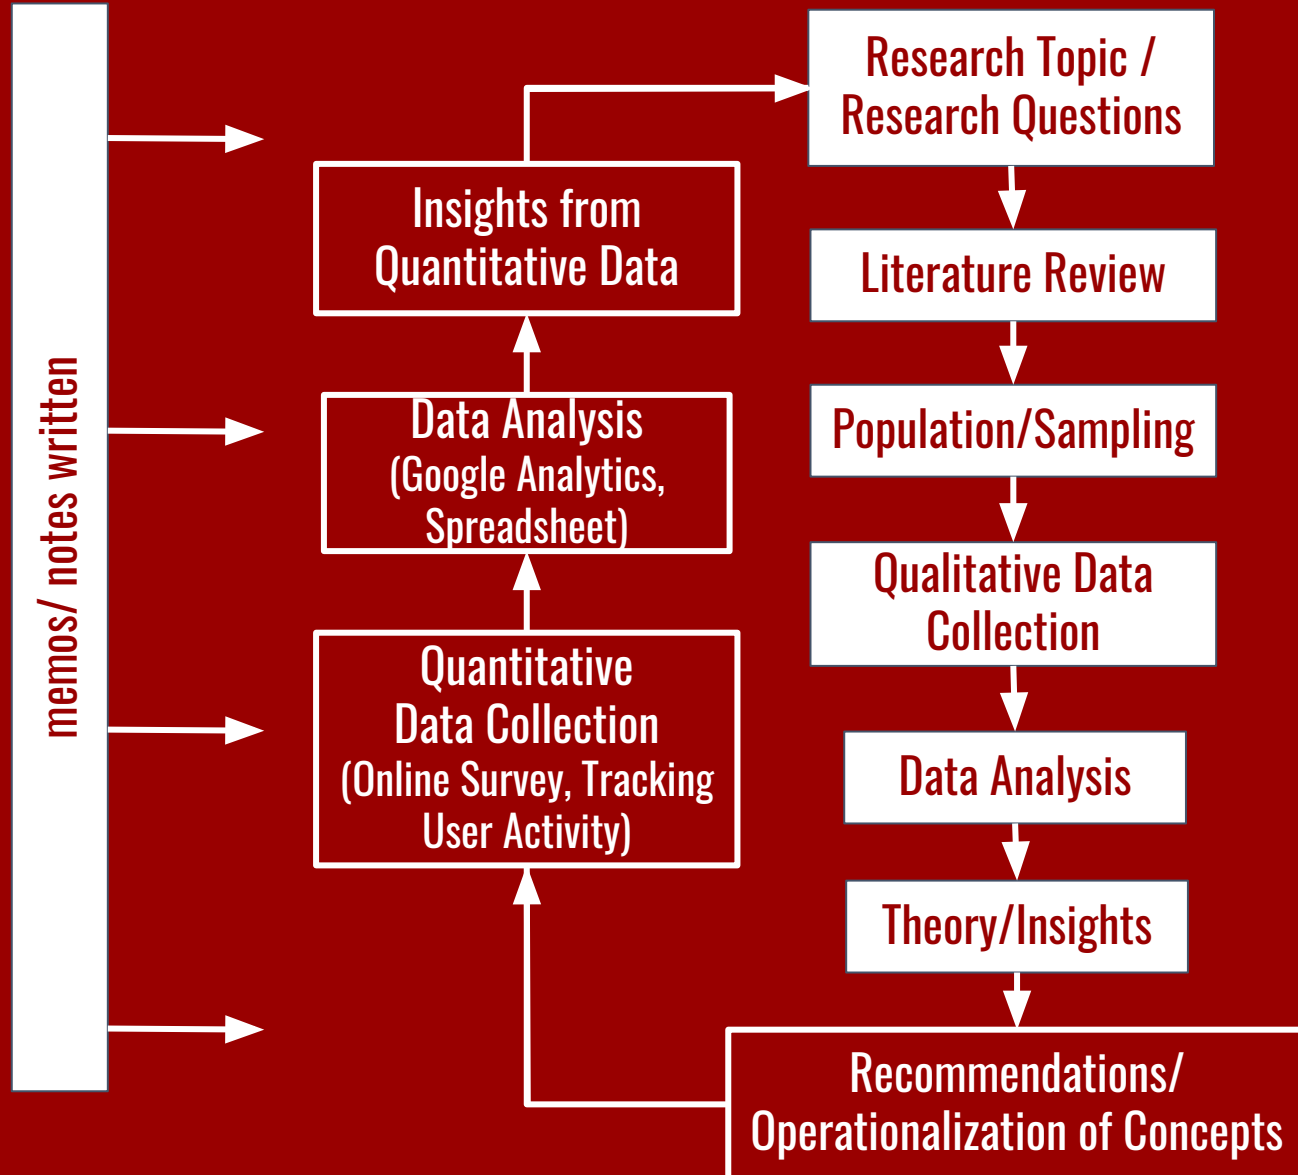 memos/ notes written
Insights from
Quantitative Data
Data Analysis
(Google Analytics,
Spreadsheet)
Quantitative
Data Collection
(Online Survey, Tracking
User Activity)
Research Topic /
Research Questions
Literature Review
Population/Sampling
Qualitative Data
Collection
Data Analysis
Theory/Insights
Recommendations/
Operationalization of Concepts